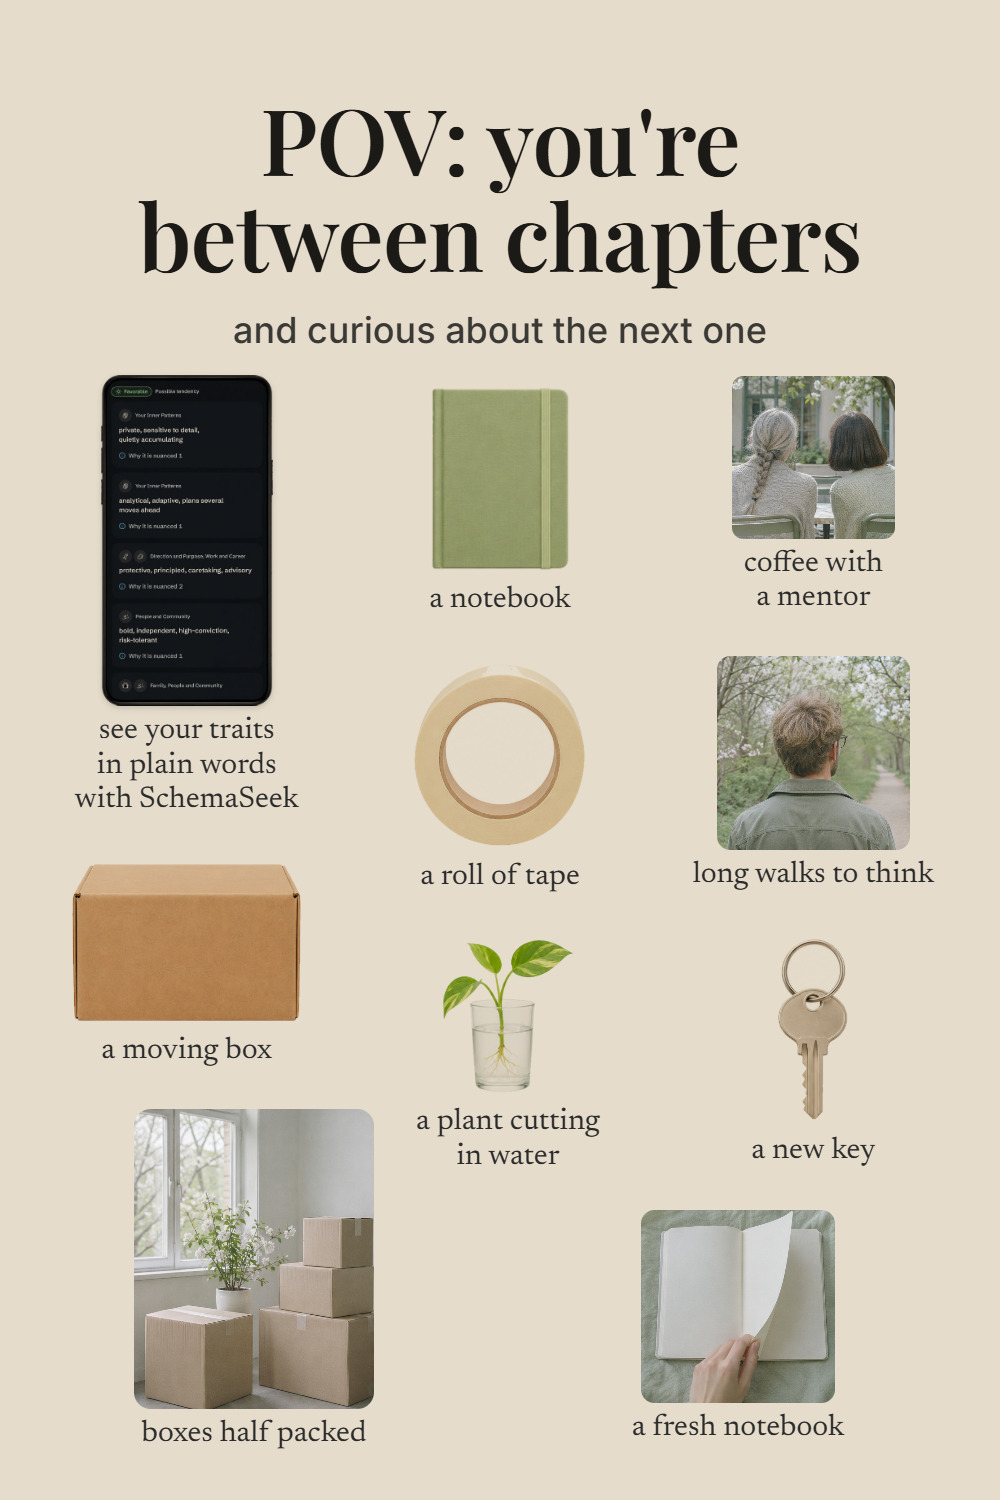 POV: you're
between chapters
and curious about the next one
Favorable Possible tendency
Your Inner Patterns
private, sensitive to detail,
quietly accumulating
Why it is nuanced 1
Your Inner Patterns
analytical, adaptive, plans several
moves ahead
Why it is nuanced 1
Direction and Purpose, Work and Career
protective, principled, caretaking, advisory
Why it is nuanced 2
People and Community
bold, independent, high-conviction,
risk-tolerant
Why it is nuanced 1
Family, People and Community
see your traits
in plain words
with SchemaSeek
a notebook
coffee with
a mentor
a roll of tape
long walks to think
a moving box
a plant cutting
in water
a new key
boxes half packed
a fresh notebook